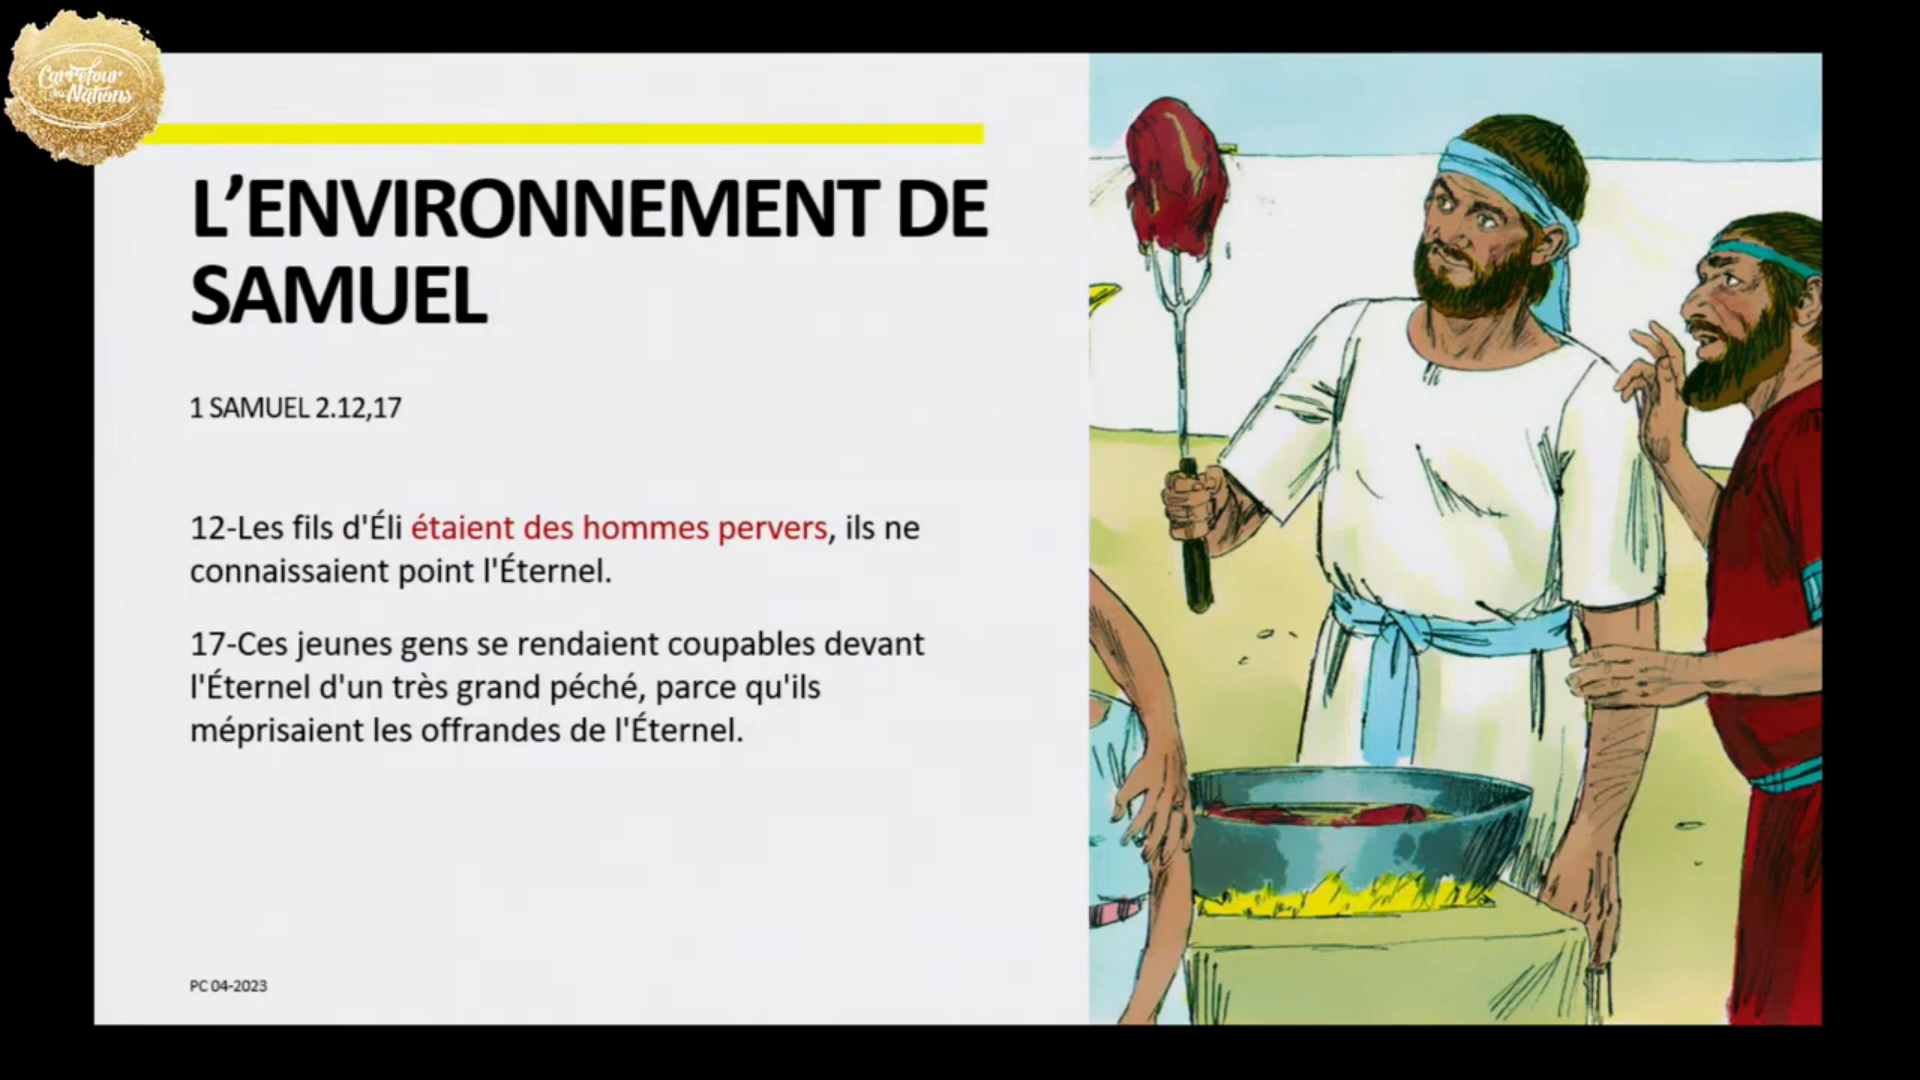 Carrefour
des Nations
L’ENVIRONNEMENT DE
SAMUEL
1 SAMUEL 2.12,17
12-Les fils d'Éli étaient des hommes pervers, ils ne
connaissaient point l'Éternel.
17-Ces jeunes gens se rendaient coupables devant
l'Éternel d'un très grand péché, parce qu'ils
méprisaient les offrandes de l'Éternel.
PC 04-2023